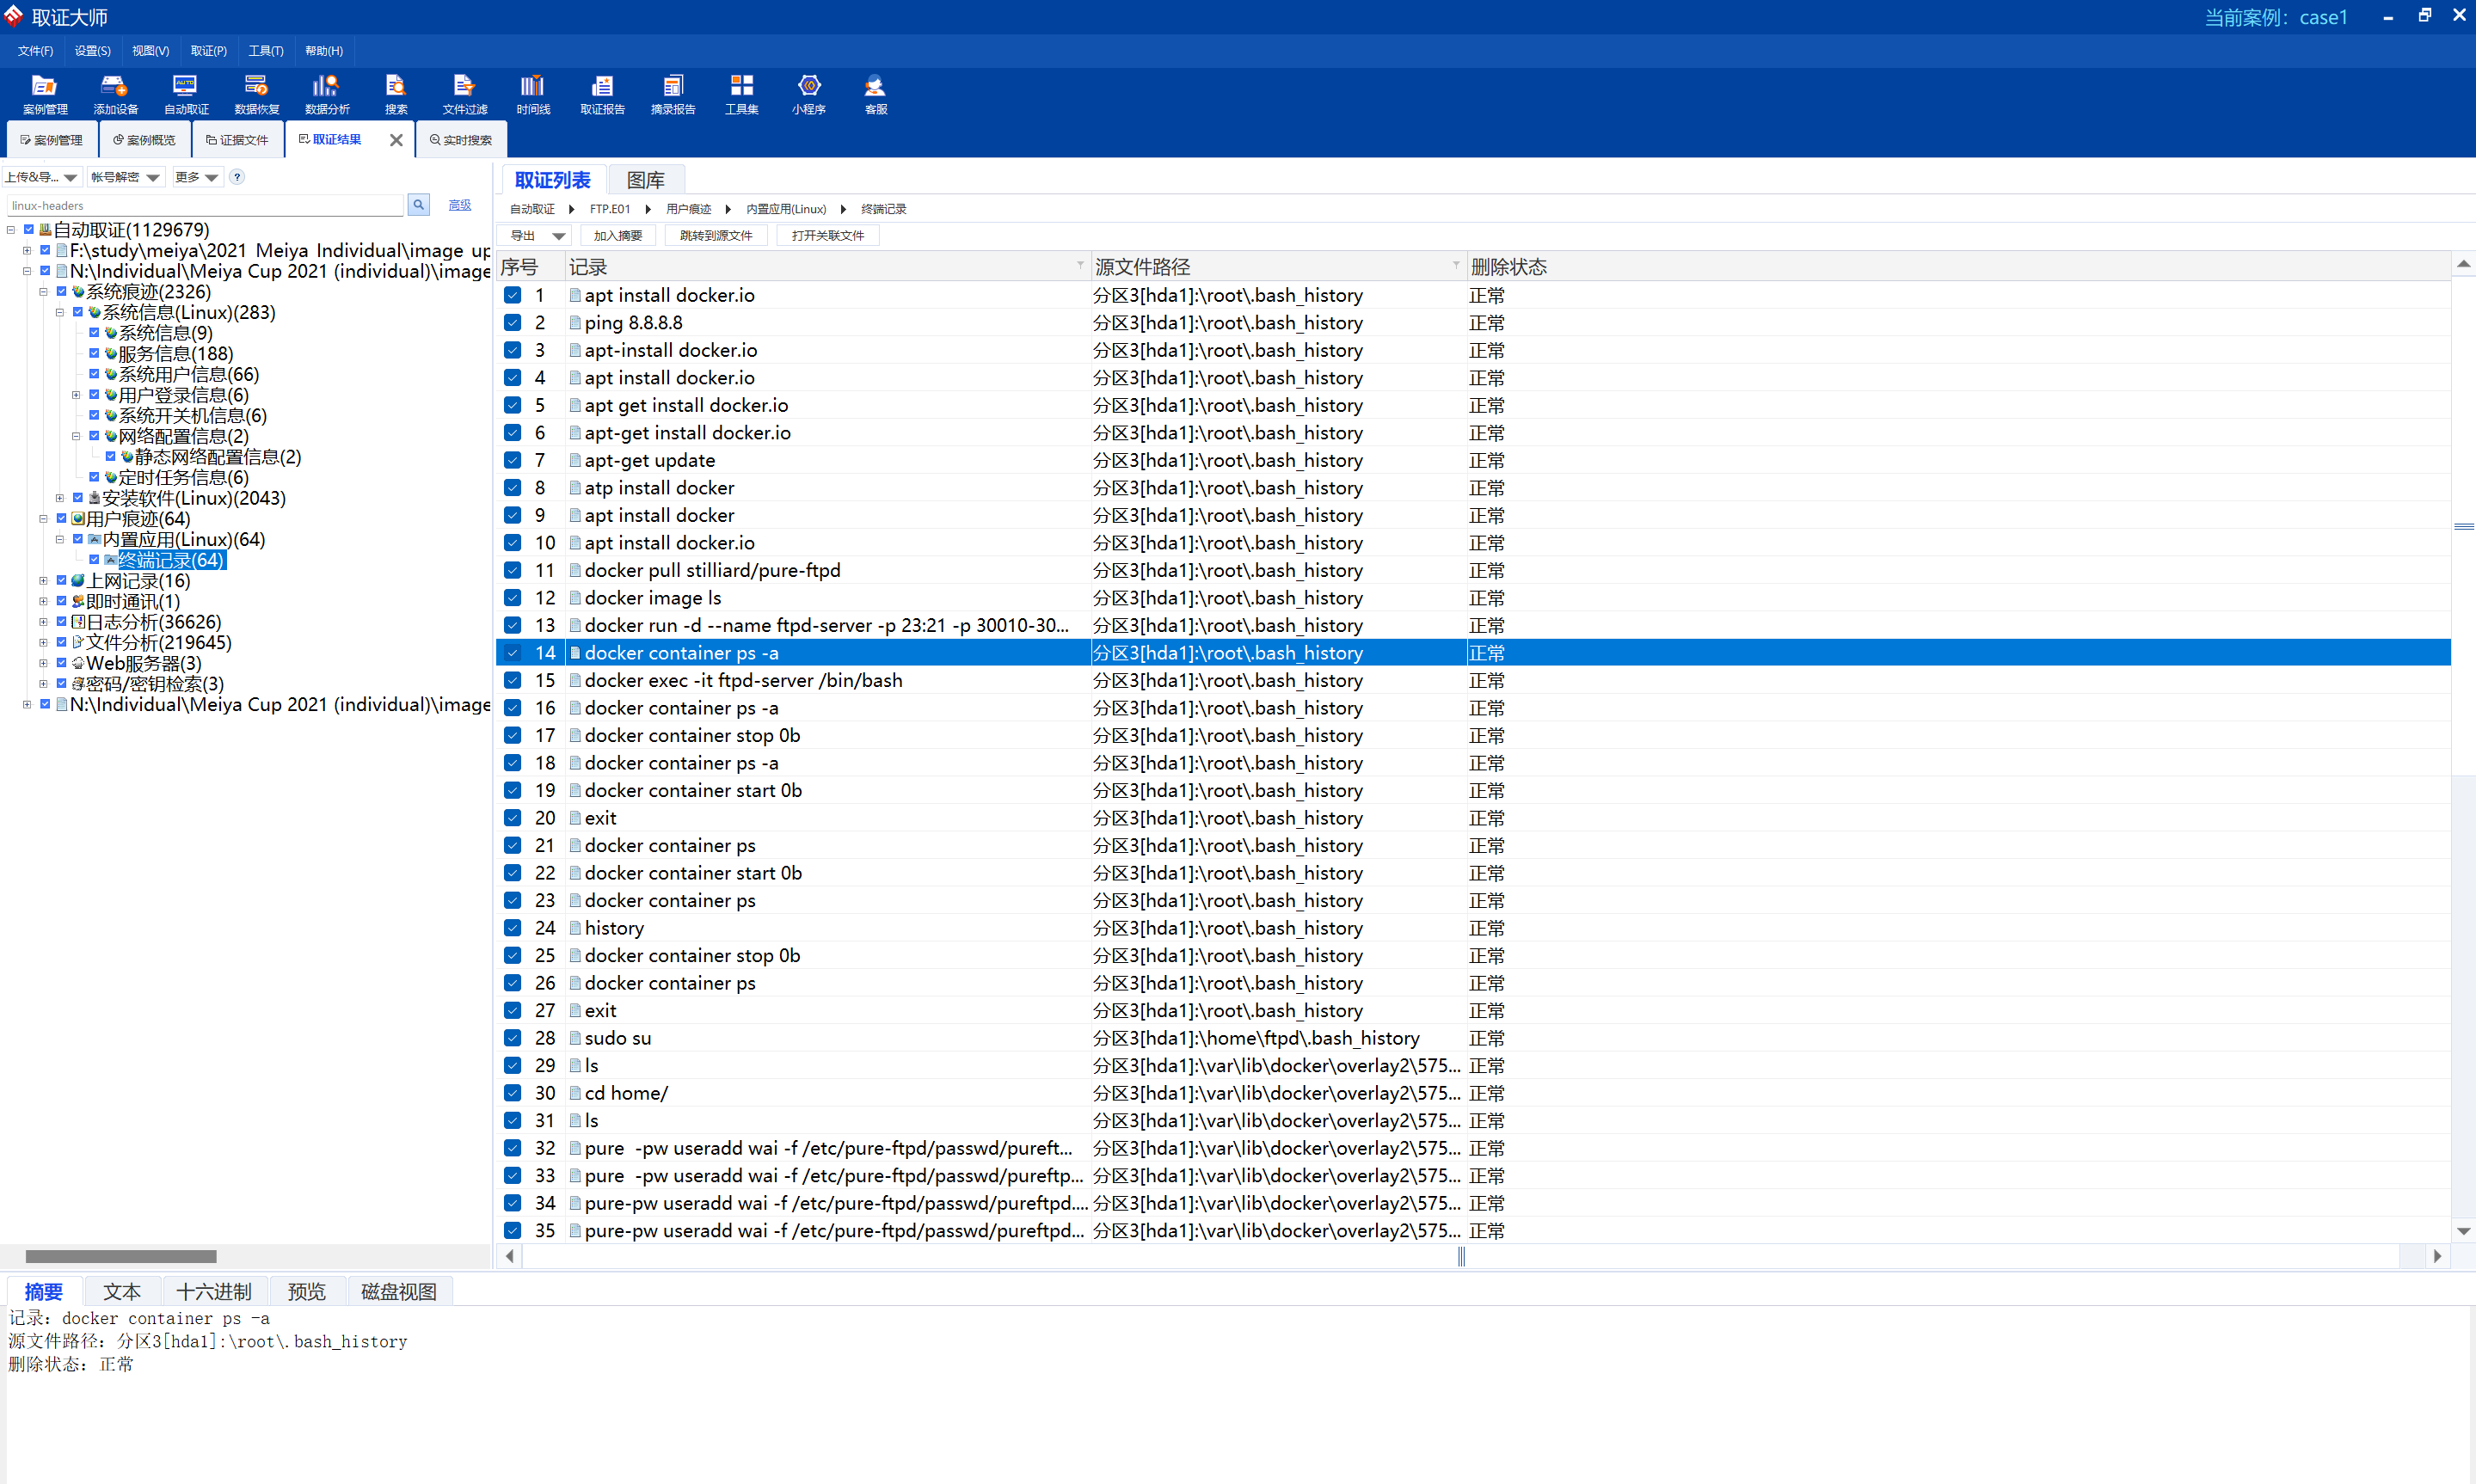 取证大师
当前案例：case1
文件(F) 设置(S) 视图(V) 取证(P) 工具(T) 帮助(H)
案例管理 添加设备 自动取证 数据恢复 数据分析 搜索 文件过滤 时间线 取证报告 摘录报告 工具集 小程序 客服
案例管理 案例概览 证据文件 取证结果 实时搜索
上传&导... 帐号解密 更多 ?
linux-headers 高级
自动取证(1129679)
F:\study\meiya\2021 Meiya Individual\image up
N:\Individual\Meiya Cup 2021 (individual)\image
系统痕迹(2326)
系统信息(Linux)(283)
系统信息(9)
服务信息(188)
系统用户信息(66)
用户登录信息(6)
系统开关机信息(6)
网络配置信息(2)
静态网络配置信息(2)
定时任务信息(6)
安装软件(Linux)(2043)
用户痕迹(64)
内置应用(Linux)(64)
终端记录(64)
上网记录(16)
即时通讯(1)
日志分析(36626)
文件分析(219645)
Web服务器(3)
密码/密钥检索(3)
N:\Individual\Meiya Cup 2021 (individual)\image
取证列表 图库
自动取证 FTP.E01 用户痕迹 内置应用(Linux) 终端记录
导出 加入摘要 跳转到源文件 打开关联文件
序号 记录 源文件路径 删除状态
1 apt install docker.io 分区3[hda1]:\root\.bash_history 正常
2 ping 8.8.8.8 分区3[hda1]:\root\.bash_history 正常
3 apt-install docker.io 分区3[hda1]:\root\.bash_history 正常
4 apt install docker.io 分区3[hda1]:\root\.bash_history 正常
5 apt get install docker.io 分区3[hda1]:\root\.bash_history 正常
6 apt-get install docker.io 分区3[hda1]:\root\.bash_history 正常
7 apt-get update 分区3[hda1]:\root\.bash_history 正常
8 atp install docker 分区3[hda1]:\root\.bash_history 正常
9 apt install docker 分区3[hda1]:\root\.bash_history 正常
10 apt install docker.io 分区3[hda1]:\root\.bash_history 正常
11 docker pull stilliard/pure-ftpd 分区3[hda1]:\root\.bash_history 正常
12 docker image ls 分区3[hda1]:\root\.bash_history 正常
13 docker run -d --name ftpd-server -p 23:21 -p 30010-30... 分区3[hda1]:\root\.bash_history 正常
14 docker container ps -a 分区3[hda1]:\root\.bash_history 正常
15 docker exec -it ftpd-server /bin/bash 分区3[hda1]:\root\.bash_history 正常
16 docker container ps -a 分区3[hda1]:\root\.bash_history 正常
17 docker container stop 0b 分区3[hda1]:\root\.bash_history 正常
18 docker container ps -a 分区3[hda1]:\root\.bash_history 正常
19 docker container start 0b 分区3[hda1]:\root\.bash_history 正常
20 exit 分区3[hda1]:\root\.bash_history 正常
21 docker container ps 分区3[hda1]:\root\.bash_history 正常
22 docker container start 0b 分区3[hda1]:\root\.bash_history 正常
23 docker container ps 分区3[hda1]:\root\.bash_history 正常
24 history 分区3[hda1]:\root\.bash_history 正常
25 docker container stop 0b 分区3[hda1]:\root\.bash_history 正常
26 docker container ps 分区3[hda1]:\root\.bash_history 正常
27 exit 分区3[hda1]:\root\.bash_history 正常
28 sudo su 分区3[hda1]:\home\ftpd\.bash_history 正常
29 ls 分区3[hda1]:\var\lib\docker\overlay2\575... 正常
30 cd home/ 分区3[hda1]:\var\lib\docker\overlay2\575... 正常
31 ls 分区3[hda1]:\var\lib\docker\overlay2\575... 正常
32 pure  -pw useradd wai -f /etc/pure-ftpd/passwd/pureft... 分区3[hda1]:\var\lib\docker\overlay2\575... 正常
33 pure  -pw useradd wai -f /etc/pure-ftpd/passwd/pureftp... 分区3[hda1]:\var\lib\docker\overlay2\575... 正常
34 pure-pw useradd wai -f /etc/pure-ftpd/passwd/pureftpd.... 分区3[hda1]:\var\lib\docker\overlay2\575... 正常
35 pure-pw useradd wai -f /etc/pure-ftpd/passwd/pureftpd... 分区3[hda1]:\var\lib\docker\overlay2\575... 正常
摘要 文本 十六进制 预览 磁盘视图
记录：docker container ps -a
源文件路径：分区3[hda1]:\root\.bash_history
删除状态：正常